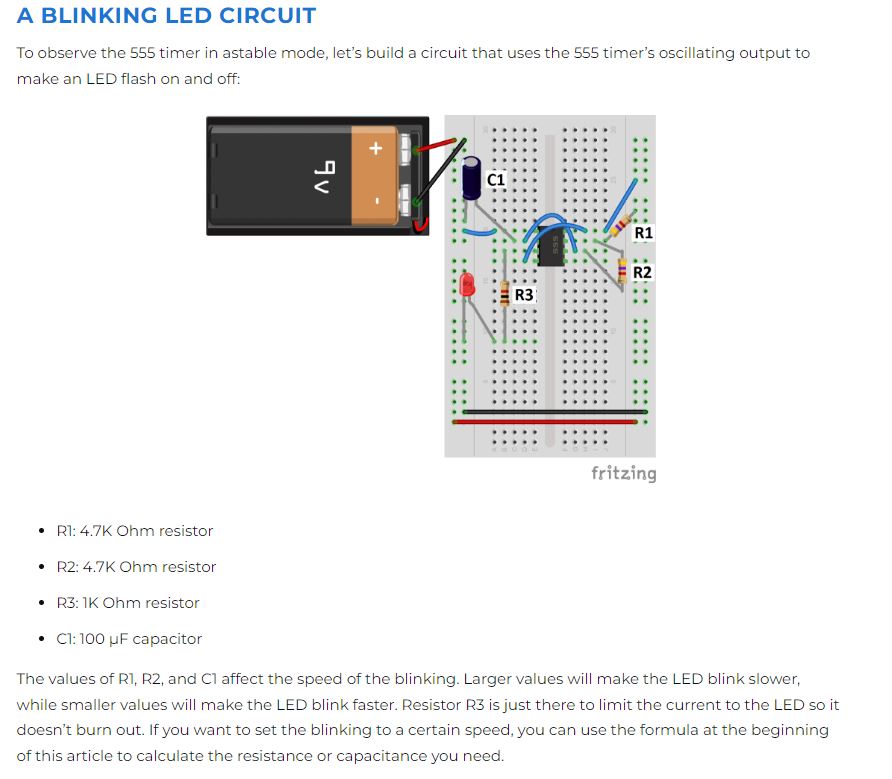 A BLINKING LED CIRCUIT
To observe the 555 timer in astable mode, let's build a circuit that uses the 555 timer's oscillating output to
make an LED flash on and off:
+
-
9v
C1
555
R1
R2
R3
fritzing
• R1: 4.7K Ohm resistor
• R2: 4.7K Ohm resistor
• R3: 1K Ohm resistor
• C1: 100 µF capacitor
The values of R1, R2, and C1 affect the speed of the blinking. Larger values will make the LED blink slower,
while smaller values will make the LED blink faster. Resistor R3 is just there to limit the current to the LED so it
doesn't burn out. If you want to set the blinking to a certain speed, you can use the formula at the beginning
of this article to calculate the resistance or capacitance you need.